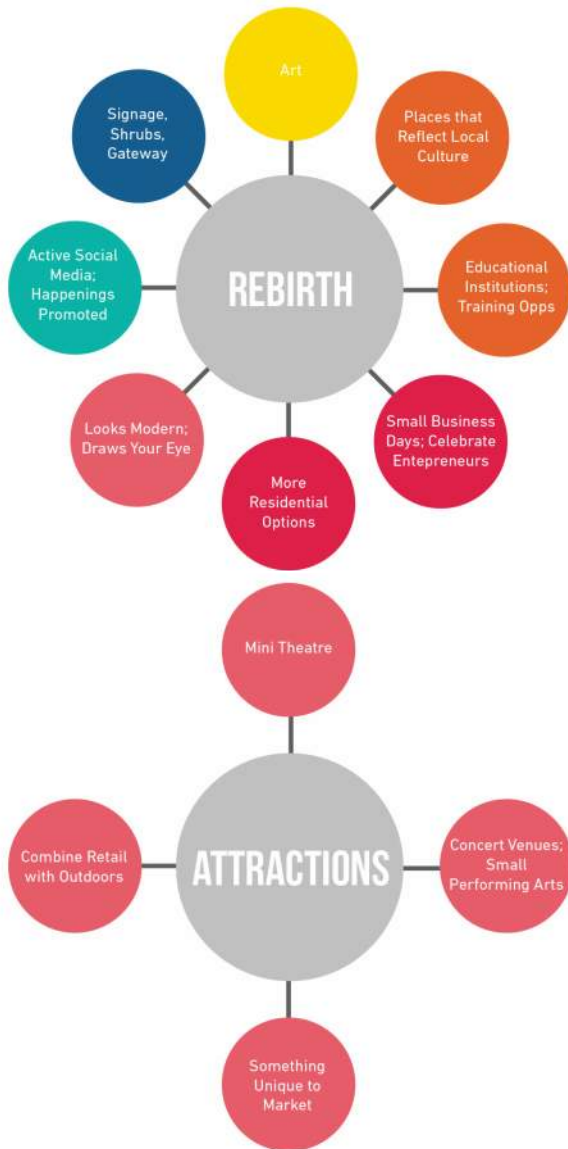 Art
Signage,
Shrubs,
Gateway
Places that
Reflect Local
Culture
Active Social
Media;
Happenings
Promoted
REBIRTH
Educational
Institutions;
Training Opps
Looks Modern;
Draws Your Eye
Small Business
Days; Celebrate
Entepreneurs
More
Residential
Options
Mini Theatre
Combine Retail
with Outdoors
ATTRACTIONS
Concert Venues;
Small
Performing Arts
Something
Unique to
Market